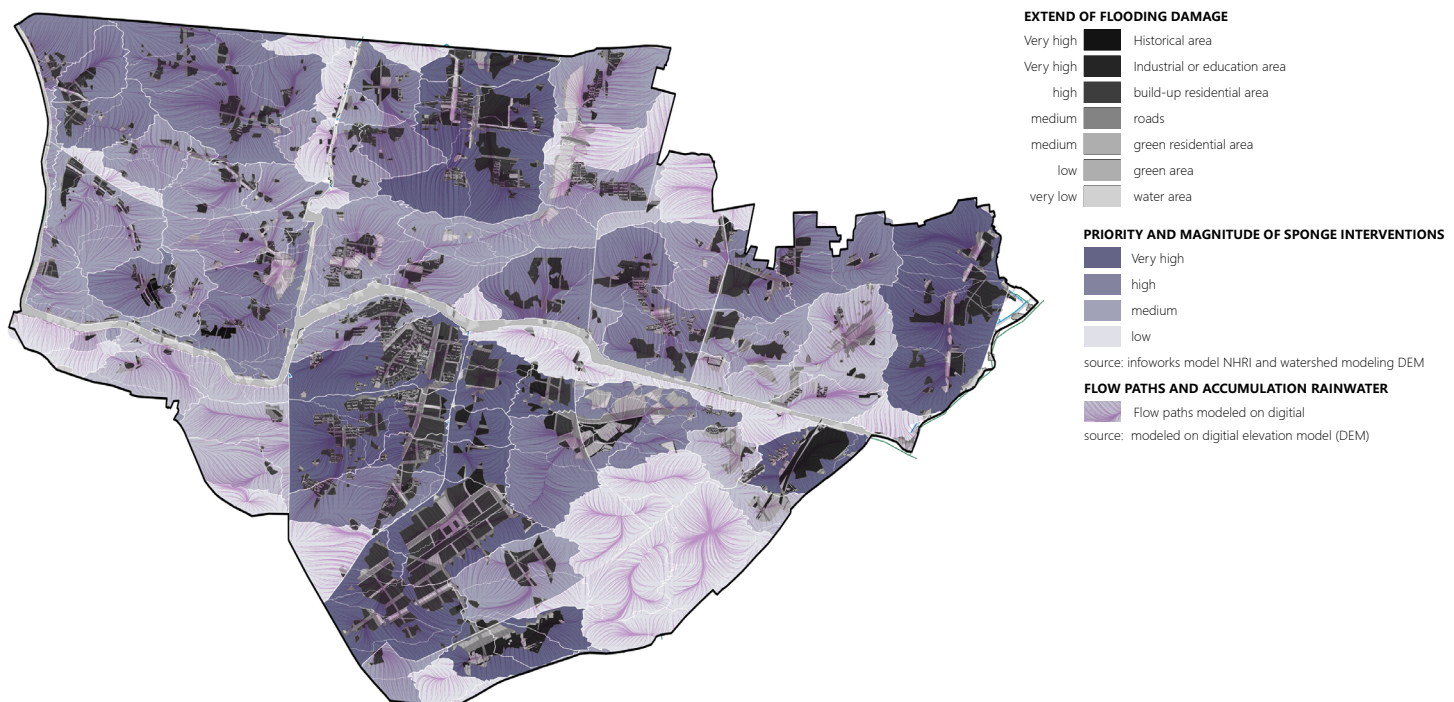 EXTEND OF FLOODING DAMAGE
Very high Historical area
Very high Industrial or education area
high build-up residential area
medium roads
medium green residential area
low green area
very low water area
PRIORITY AND MAGNITUDE OF SPONGE INTERVENTIONS
Very high
high
medium
low
source: infoworks model NHRI and watershed modeling DEM
FLOW PATHS AND ACCUMULATION RAINWATER
Flow paths modeled on digitial
source: modeled on digitial elevation model (DEM)